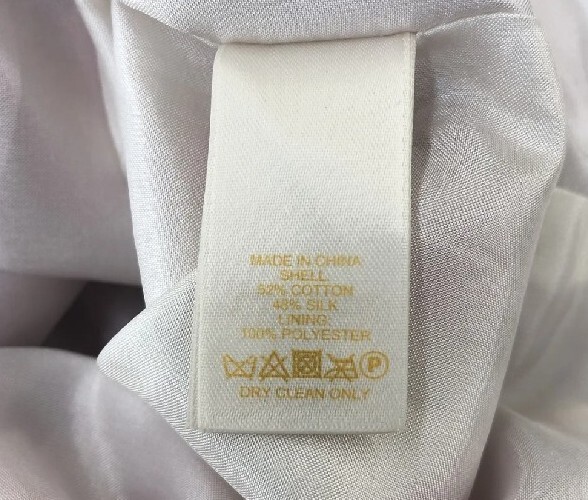 MADE IN CHINA
SHELL
52% COTTON
48% SILK
LINING
100% POLYESTER
P
DRY CLEAN ONLY